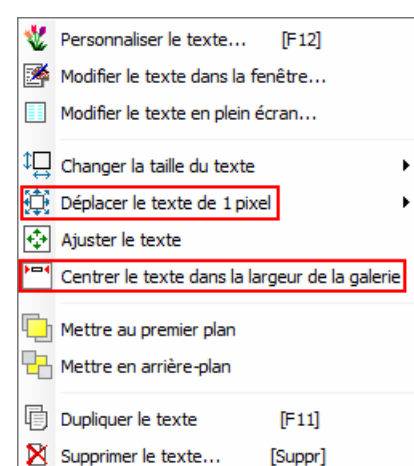 Personnaliser le texte... [F12]
Modifier le texte dans la fenêtre...
Modifier le texte en plein écran...
Changer la taille du texte
Déplacer le texte de 1 pixel
Ajuster le texte
Centrer le texte dans la largeur de la galerie
Mettre au premier plan
Mettre en arrière-plan
Dupliquer le texte [F11]
Supprimer le texte... [Suppr]